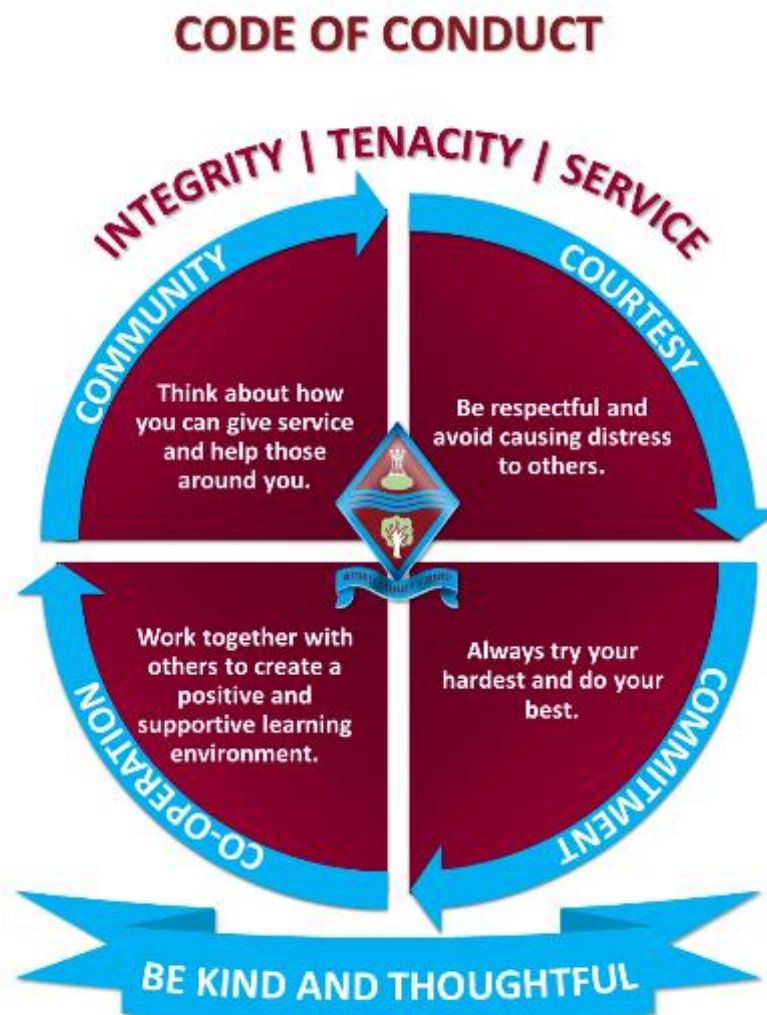 CODE OF CONDUCT
INTEGRITY | TENACITY | SERVICE
COMMUNITY
Think about how
you can give service
and help those
around you.
COURTESY
Be respectful and
avoid causing distress
to others.
CO-OPERATION
Work together with
others to create a
positive and
supportive learning
environment.
COMMITMENT
Always try your
hardest and do your
best.
BE KIND AND THOUGHTFUL